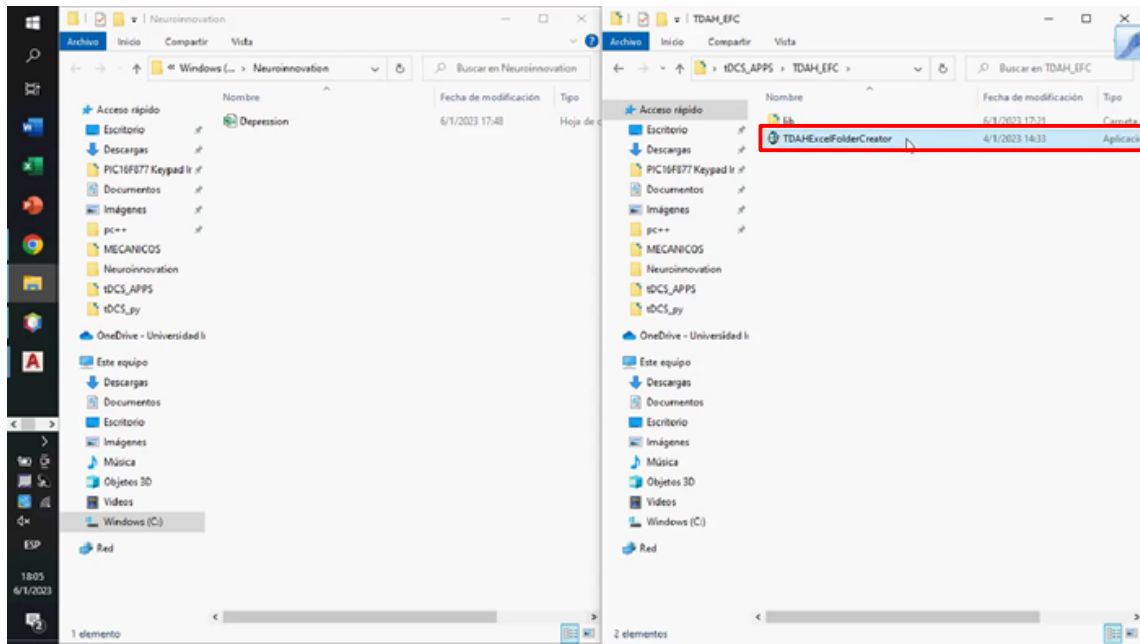 Neuroinnovation
Archivo Inicio Compartir Vista
Windows (... > Neuroinnovation
Buscar en Neuroinnovation
Nombre Fecha de modificación Tipo
Acceso rápido
Escritorio
Descargas
PIC16F877 Keypad Ir
Documentos
Imágenes
pc++
MECANICOS
Neuroinnovation
tDCS_APPS
tDCS_py
OneDrive - Universidad I
Este equipo
Descargas
Documentos
Escritorio
Imágenes
Música
Objetos 3D
Videos
Windows (C:)
Red
Depression 6/1/2023 17:48 Hoja de c
1 elemento
TDAH_EFC
Archivo Inicio Compartir Vista
tDCS_APPS > TDAH_EFC >
Buscar en TDAH_EFC
Nombre Fecha de modificación Tipo
Acceso rápido
Escritorio
Descargas
PIC16F877 Keypad Ir
Documentos
Imágenes
pc++
MECANICOS
Neuroinnovation
tDCS_APPS
tDCS_py
OneDrive - Universidad I
Este equipo
Descargas
Documentos
Escritorio
Imágenes
Música
Objetos 3D
Videos
Windows (C:)
Red
lib 6/1/2023 17:21 Carpeta
TDAHExcelFolderCreator 4/1/2023 14:33 Aplicació
2 elementos
ESP
18:05
6/1/2023
2